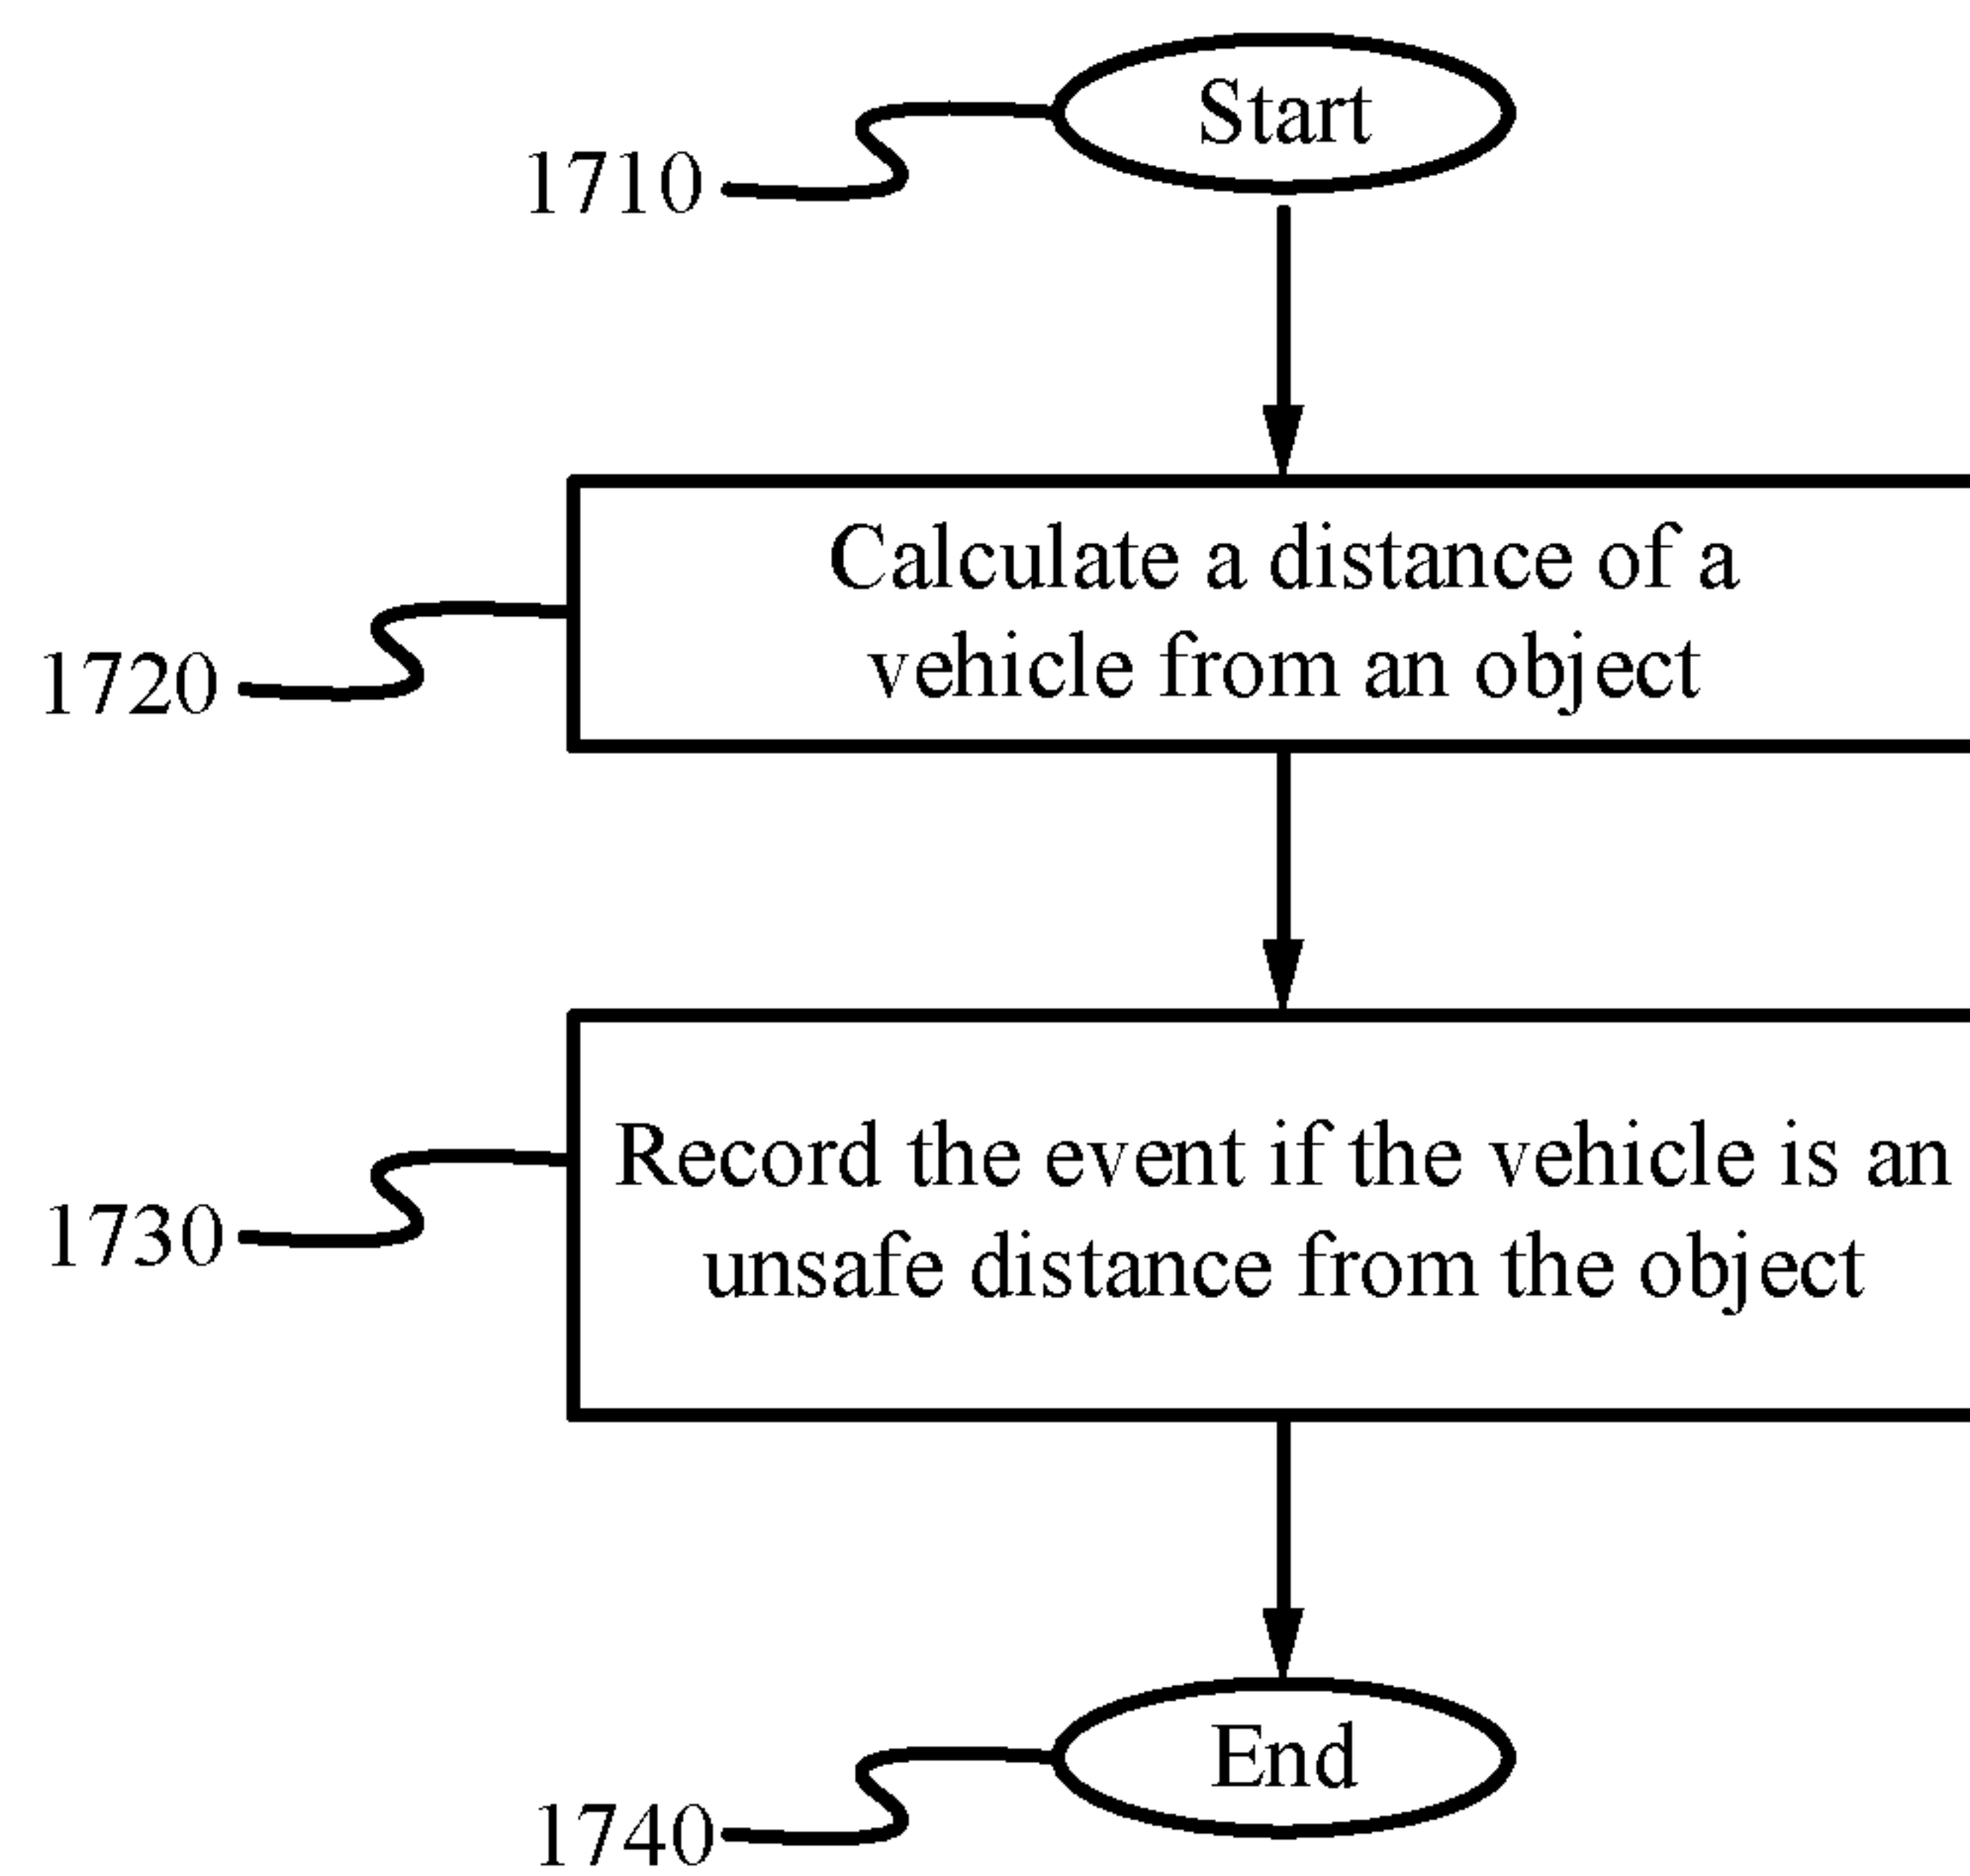 Start
1710
Calculate a distance of a
vehicle from an object
1720
Record the event if the vehicle is an
unsafe distance from the object
1730
End
1740